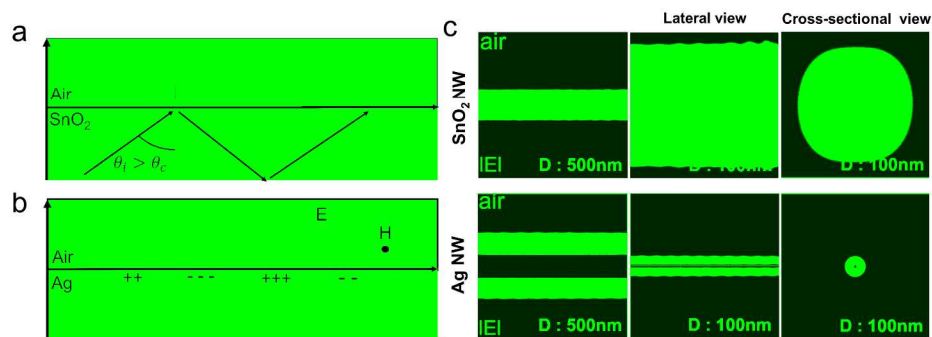 a
Air
SnO₂
θᵢ > θ꜀
b
E
H
Air
Ag
++ --- +++ --
c
Lateral view
Cross-sectional view
SnO₂ NW
air
|E|
D : 500nm
D : 100nm
D : 100nm
Ag NW
air
|E|
D : 500nm
D : 100nm
D : 100nm